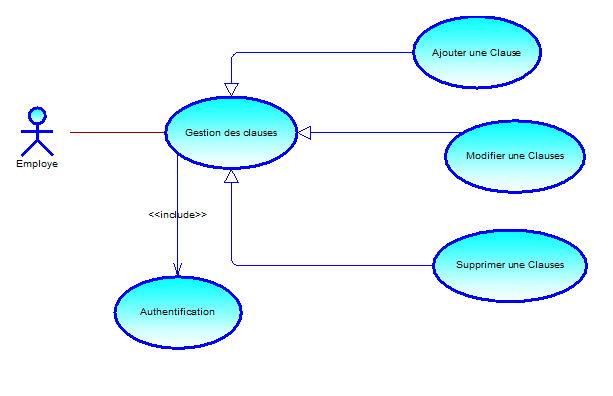 Ajouter une Clause
Gestion des clauses
Employe
Modifier une Clauses
<<include>>
Supprimer une Clauses
Authentification